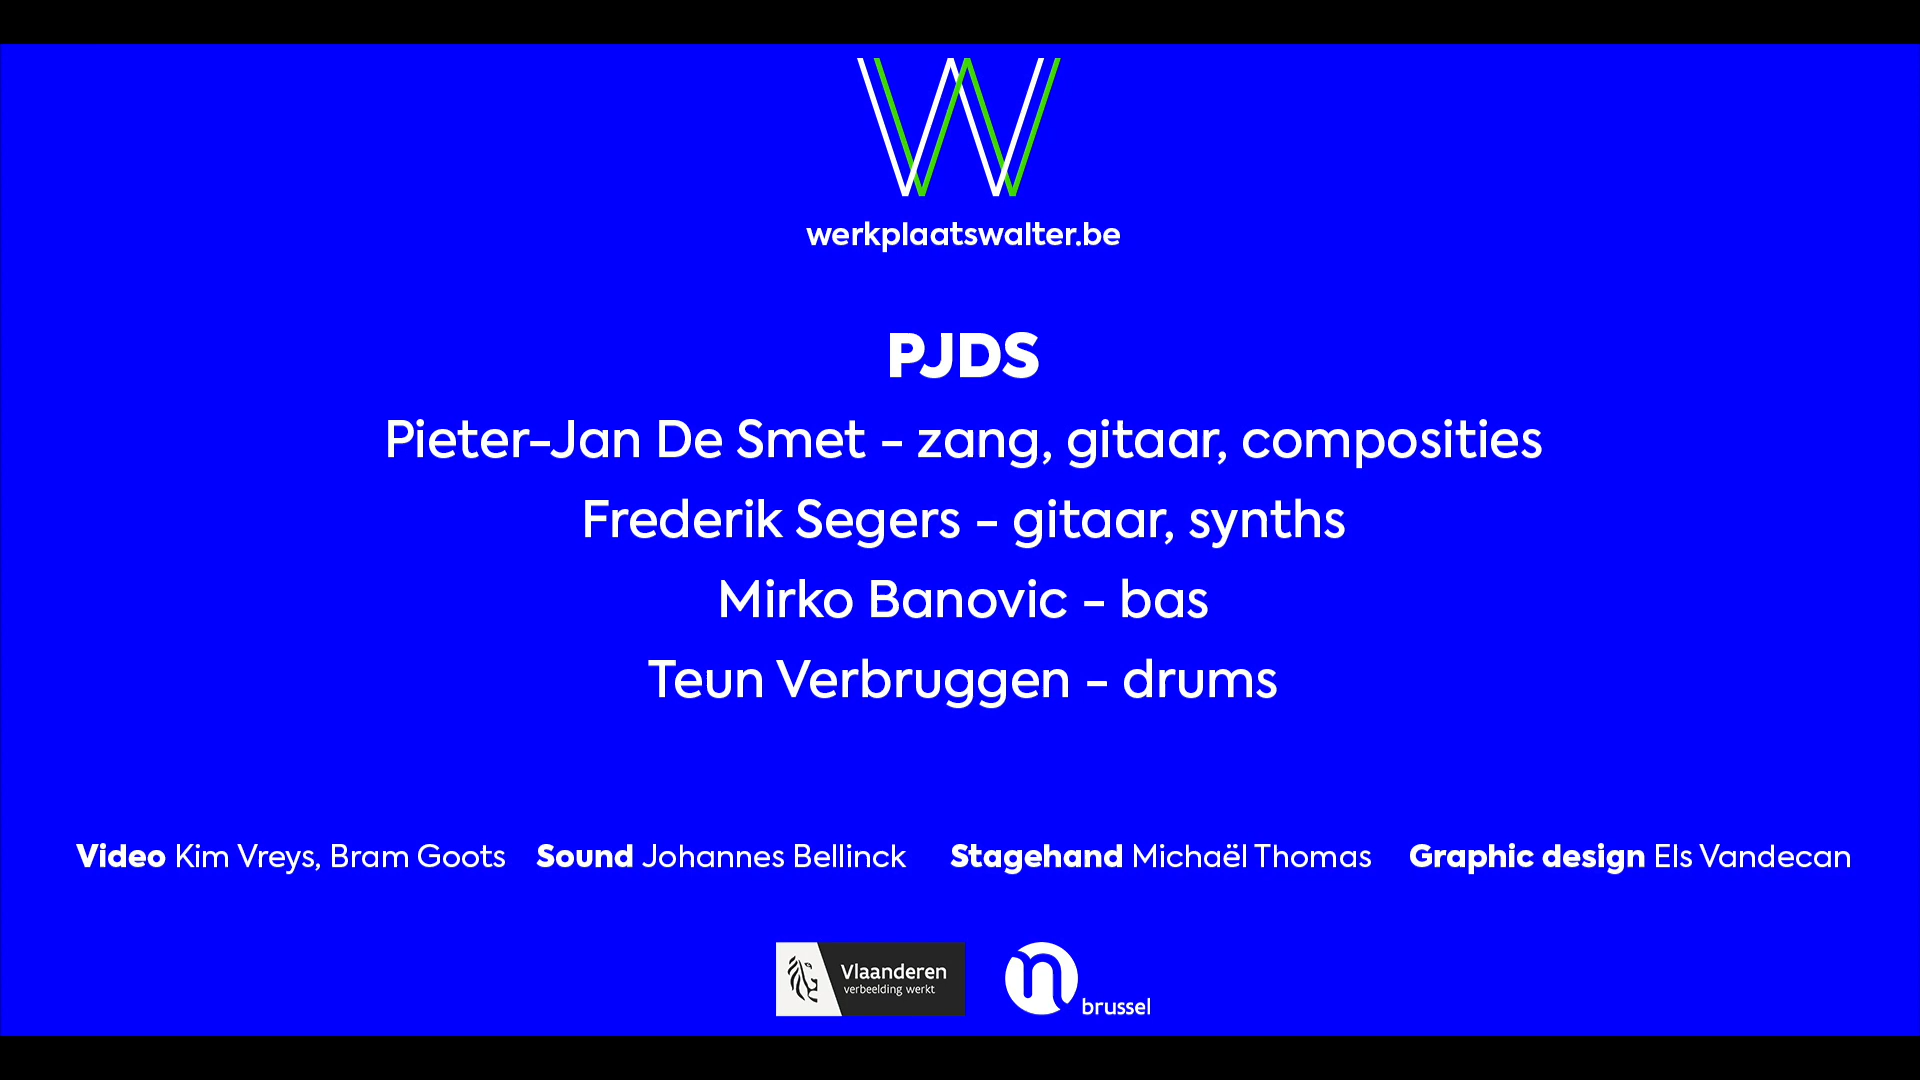 W
werkplaatswalter.be
PJDS
Pieter-Jan De Smet - zang, gitaar, composities
Frederik Segers - gitaar, synths
Mirko Banovic - bas
Teun Verbruggen - drums
Video Kim Vreys, Bram Goots Sound Johannes Bellinck Stagehand Michaël Thomas Graphic design Els Vandecan
Vlaanderen
verbeelding werkt
n brussel